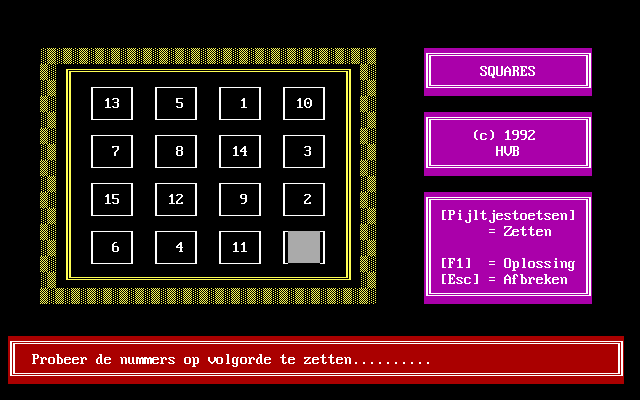 13 5 1 10
7 8 14 3
15 12 9 2
6 4 11
SQUARES
(c) 1992
HVB
[Pijltjestoetsen]
= Zetten
[F1] = Oplossing
[Esc] = Afbreken
Probeer de nummers op volgorde te zetten..........